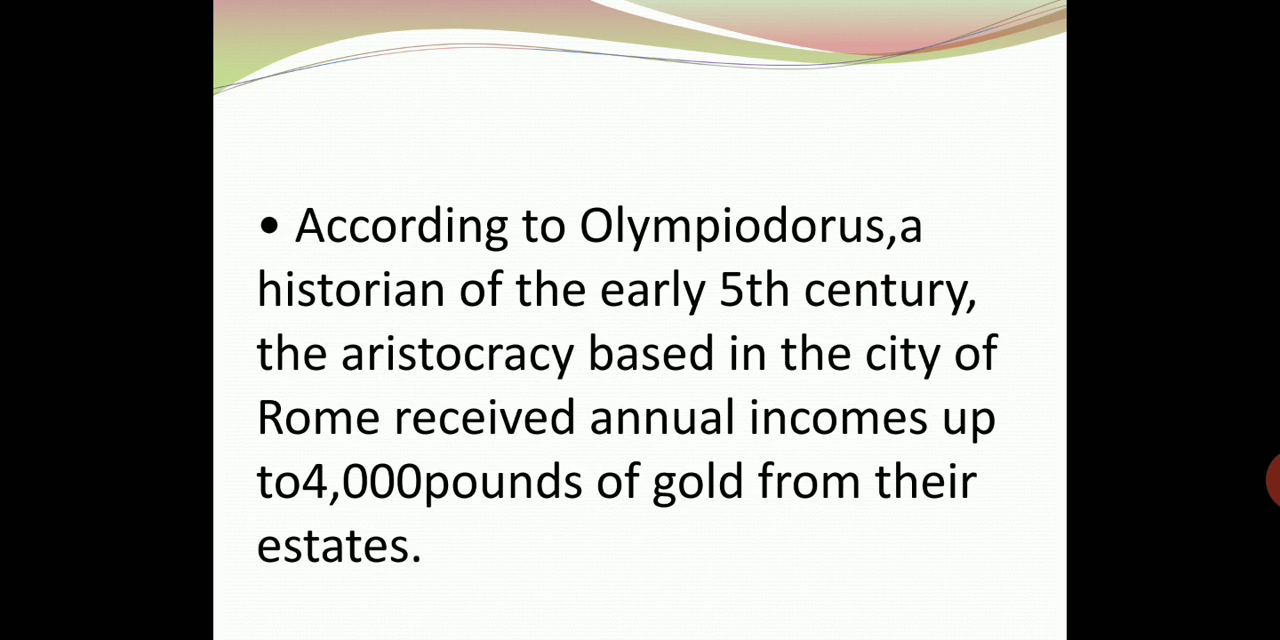 • According to Olympiodorus,a
historian of the early 5th century,
the aristocracy based in the city of
Rome received annual incomes up
to4,000pounds of gold from their
estates.